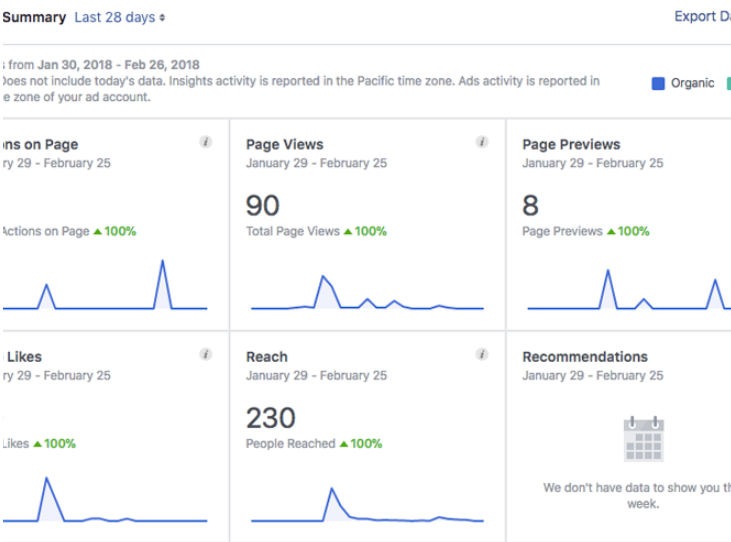 Summary Last 28 days
Export Da
s from Jan 30, 2018 - Feb 26, 2018
Does not include today's data. Insights activity is reported in the Pacific time zone. Ads activity is reported in
e zone of your ad account.
Organic
ons on Page
ry 29 - February 25
Actions on Page 100%
Page Views
January 29 - February 25
90
Total Page Views 100%
Page Previews
January 29 - February 25
8
Page Previews 100%
Likes
ry 29 - February 25
Likes 100%
Reach
January 29 - February 25
230
People Reached 100%
Recommendations
January 29 - February 25
We don't have data to show you th
week.